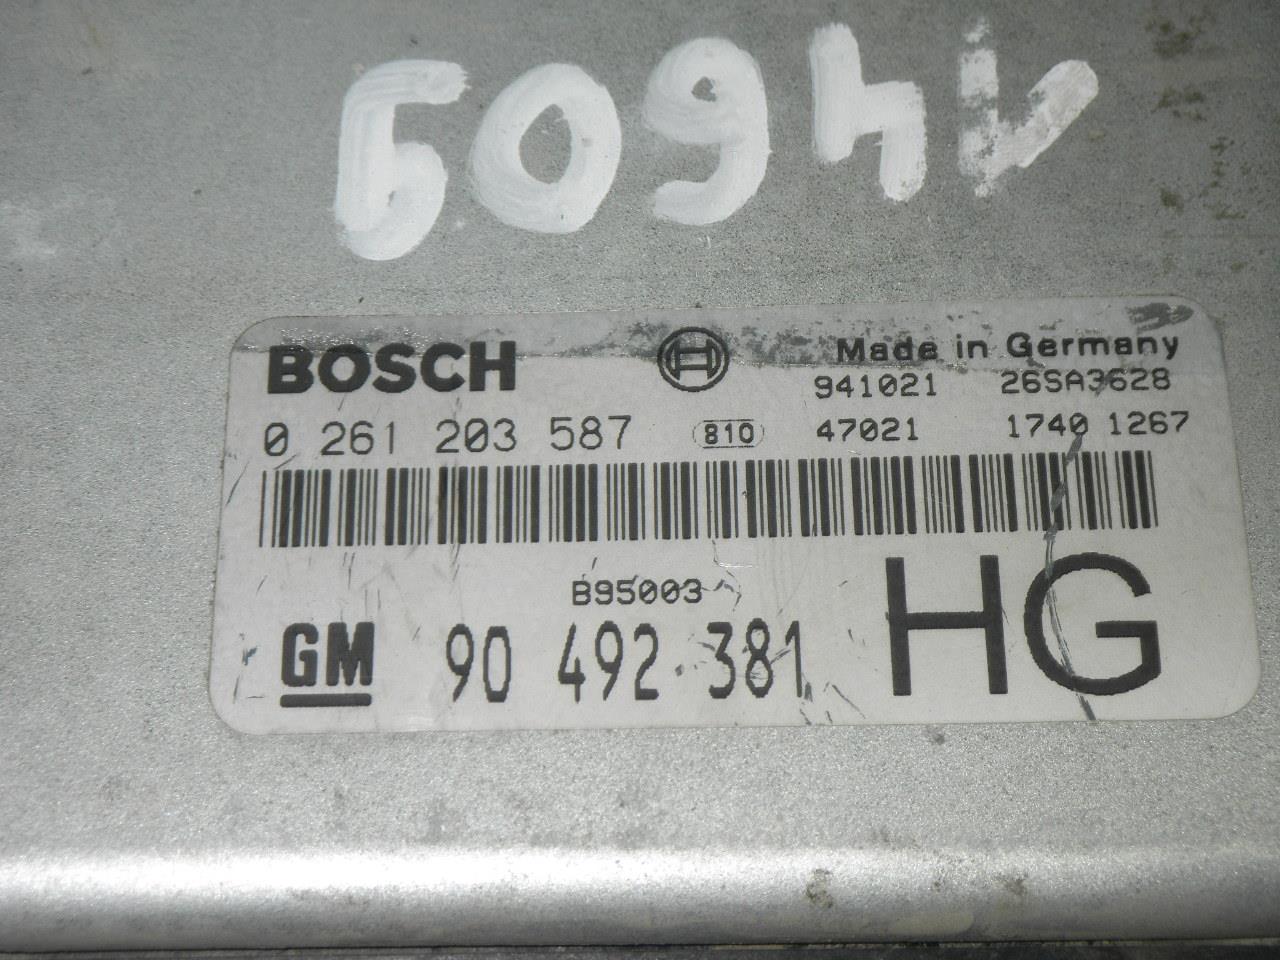 14609
BOSCH Made in Germany
941021 26SA3628
0 261 203 587 810 47021 1740 1267
B95003
GM 90 492 381 HG